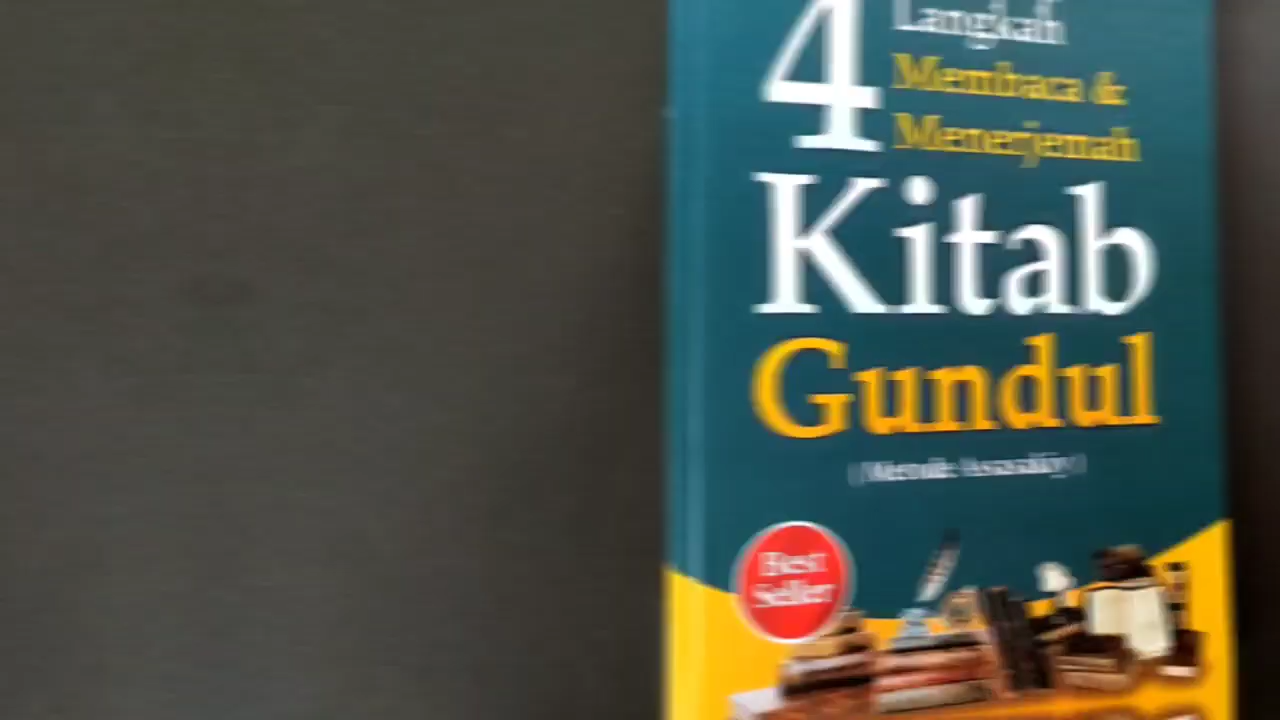 4 Langkah
Membaca &
Menerjemah
Kitab
Gundul
Best
Seller